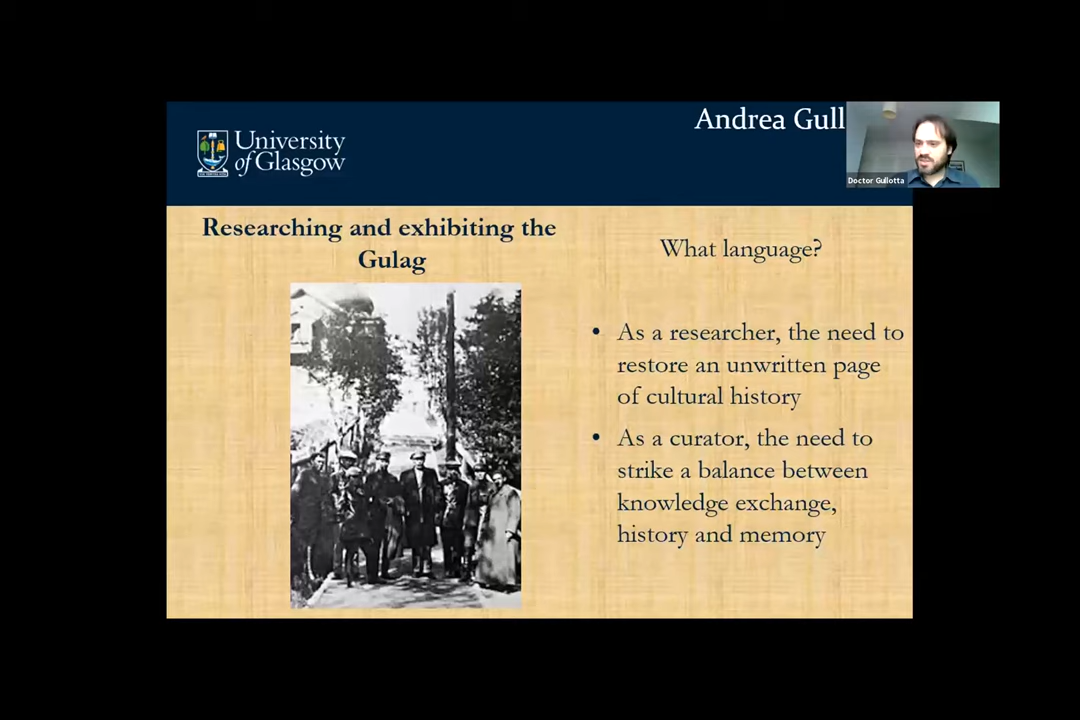 Andrea Gull
University
of Glasgow
Doctor Gullotta
Researching and exhibiting the
Gulag
What language?
• As a researcher, the need to
restore an unwritten page
of cultural history
• As a curator, the need to
strike a balance between
knowledge exchange,
history and memory